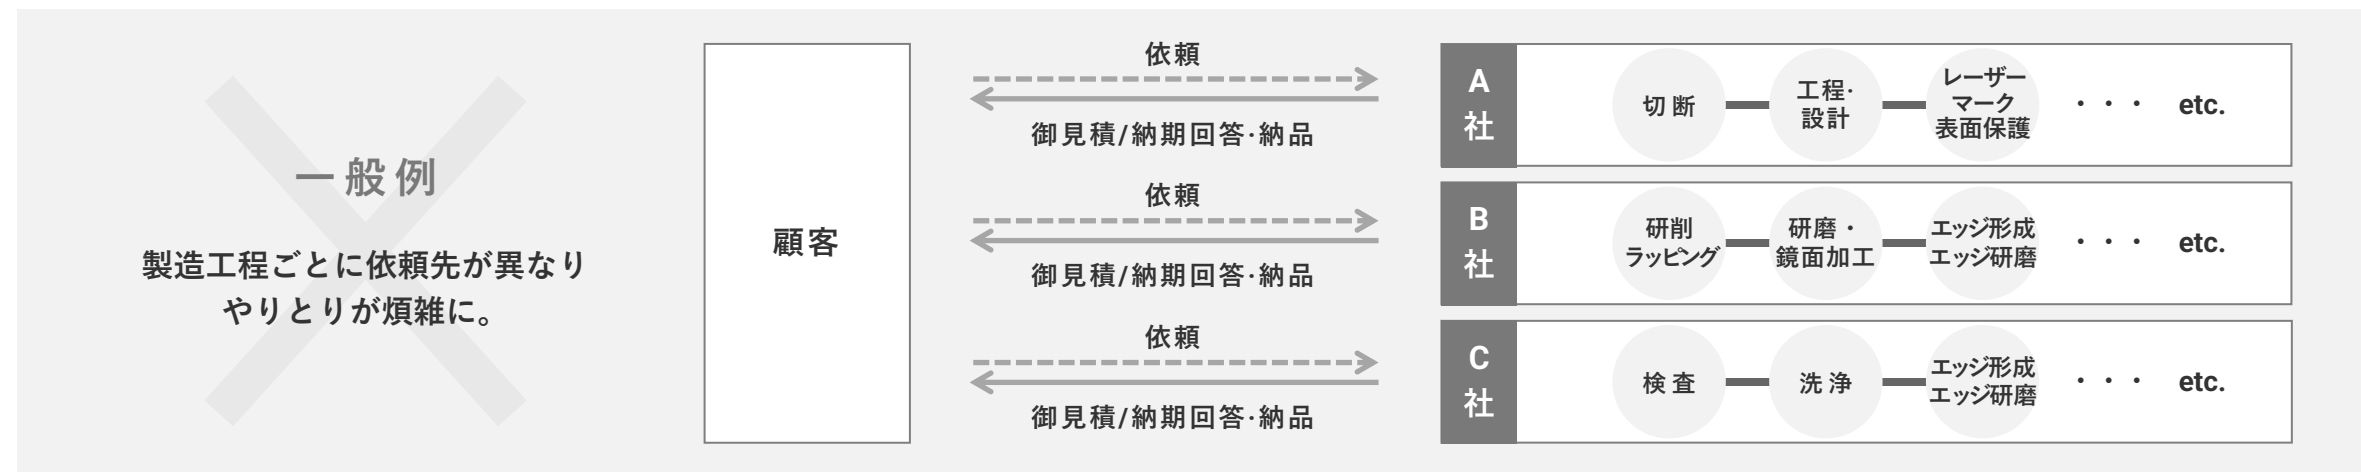 一般例
製造工程ごとに依頼先が異なり
やりとりが煩雑に。
顧客
依頼
御見積/納期回答·納品
A社
切断
工程·
設計
レーザー
マーク
表面保護
・・・ etc.
依頼
御見積/納期回答·納品
B社
研削
ラッピング
研磨・
鏡面加工
エッジ形成
エッジ研磨
・・・ etc.
依頼
御見積/納期回答·納品
C社
検査
洗浄
エッジ形成
エッジ研磨
・・・ etc.